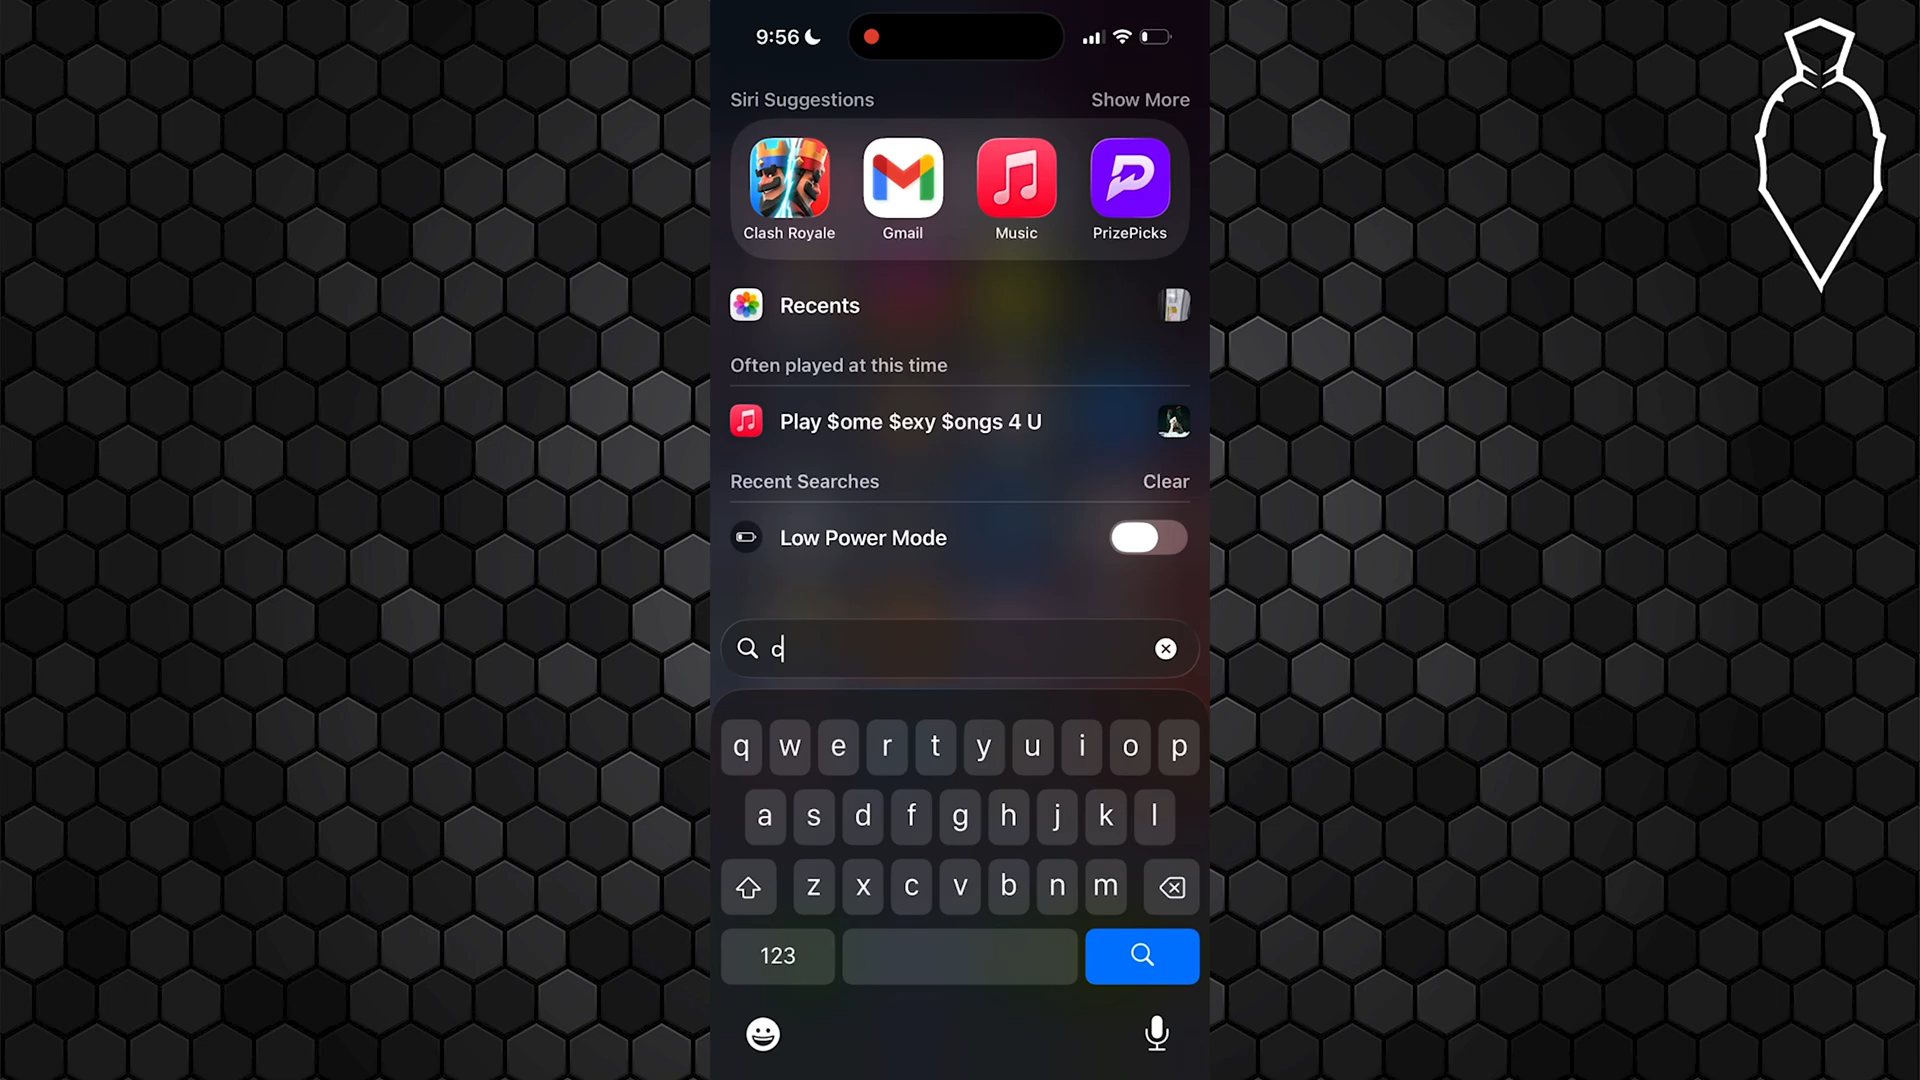 9:56
Siri Suggestions Show More
Clash Royale Gmail Music PrizePicks
Recents
Often played at this time
Play $ome $exy $ongs 4 U
Recent Searches Clear
Low Power Mode
d
q w e r t y u i o p
a s d f g h j k l
z x c v b n m
123